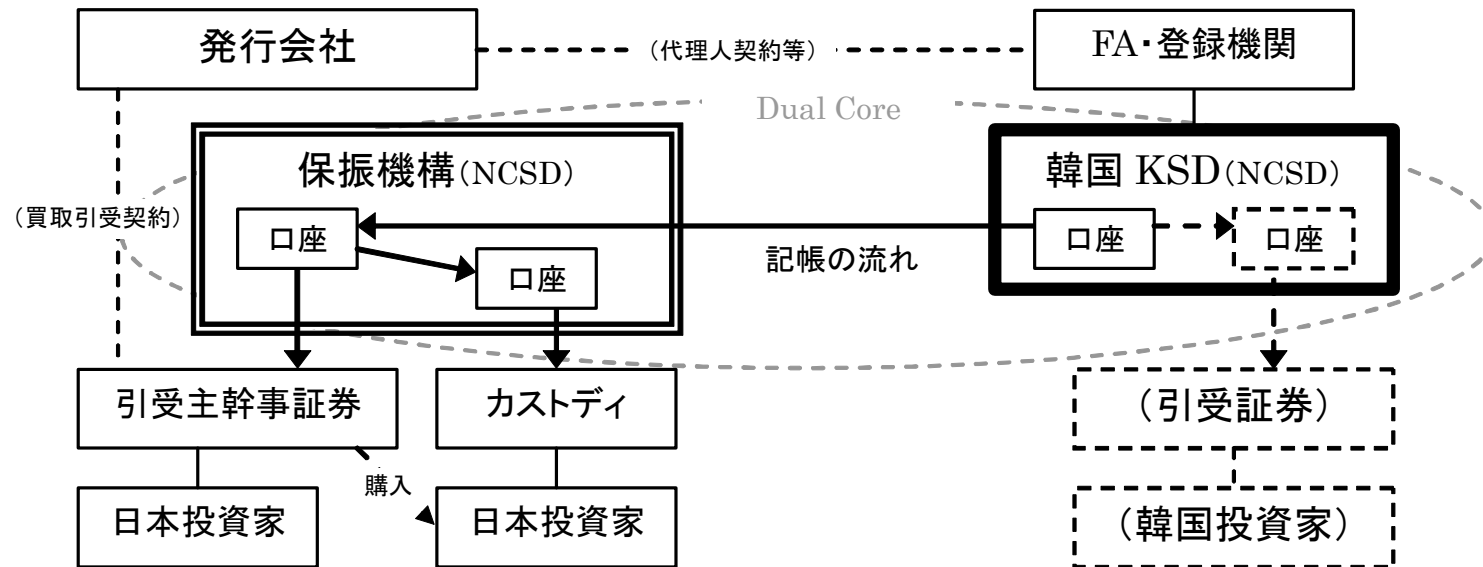 発行会社
（代理人契約等）
FA・登録機関
Dual Core
保振機構（NCSD）
韓国 KSD（NCSD）
（買取引受契約）
口座
口座
記帳の流れ
口座
口座
引受主幹事証券
カストディ
（引受証券）
購入
日本投資家
日本投資家
（韓国投資家）